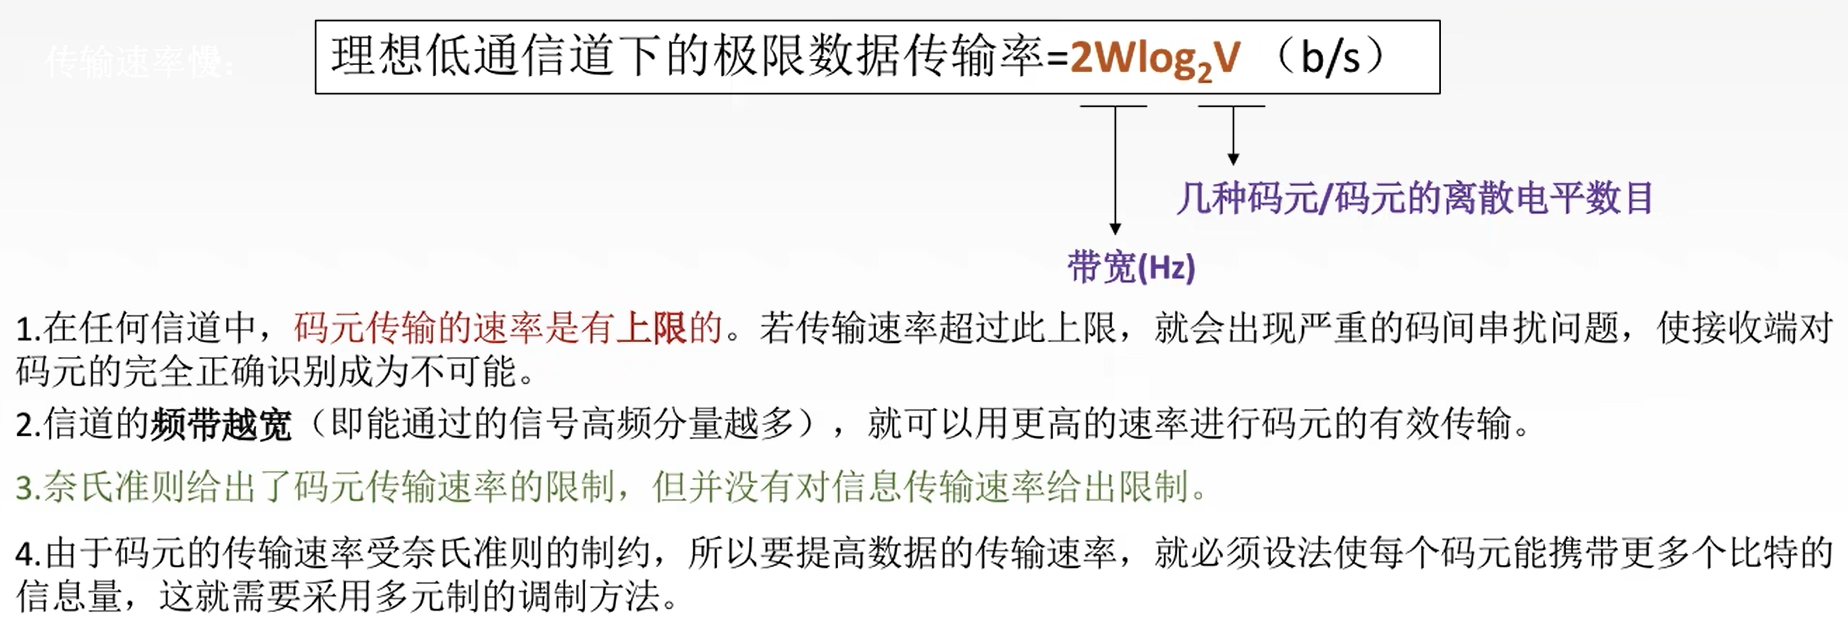 传输速率慢：
理想低通信道下的极限数据传输率=2Wlog₂V （b/s）
几种码元/码元的离散电平数目
带宽(Hz)
1.在任何信道中，码元传输的速率是有上限的。若传输速率超过此上限，就会出现严重的码间串扰问题，使接收端对
码元的完全正确识别成为不可能。
2.信道的频带越宽（即能通过的信号高频分量越多），就可以用更高的速率进行码元的有效传输。
3.奈氏准则给出了码元传输速率的限制，但并没有对信息传输速率给出限制。
4.由于码元的传输速率受奈氏准则的制约，所以要提高数据的传输速率，就必须设法使每个码元能携带更多个比特的
信息量，这就需要采用多元制的调制方法。